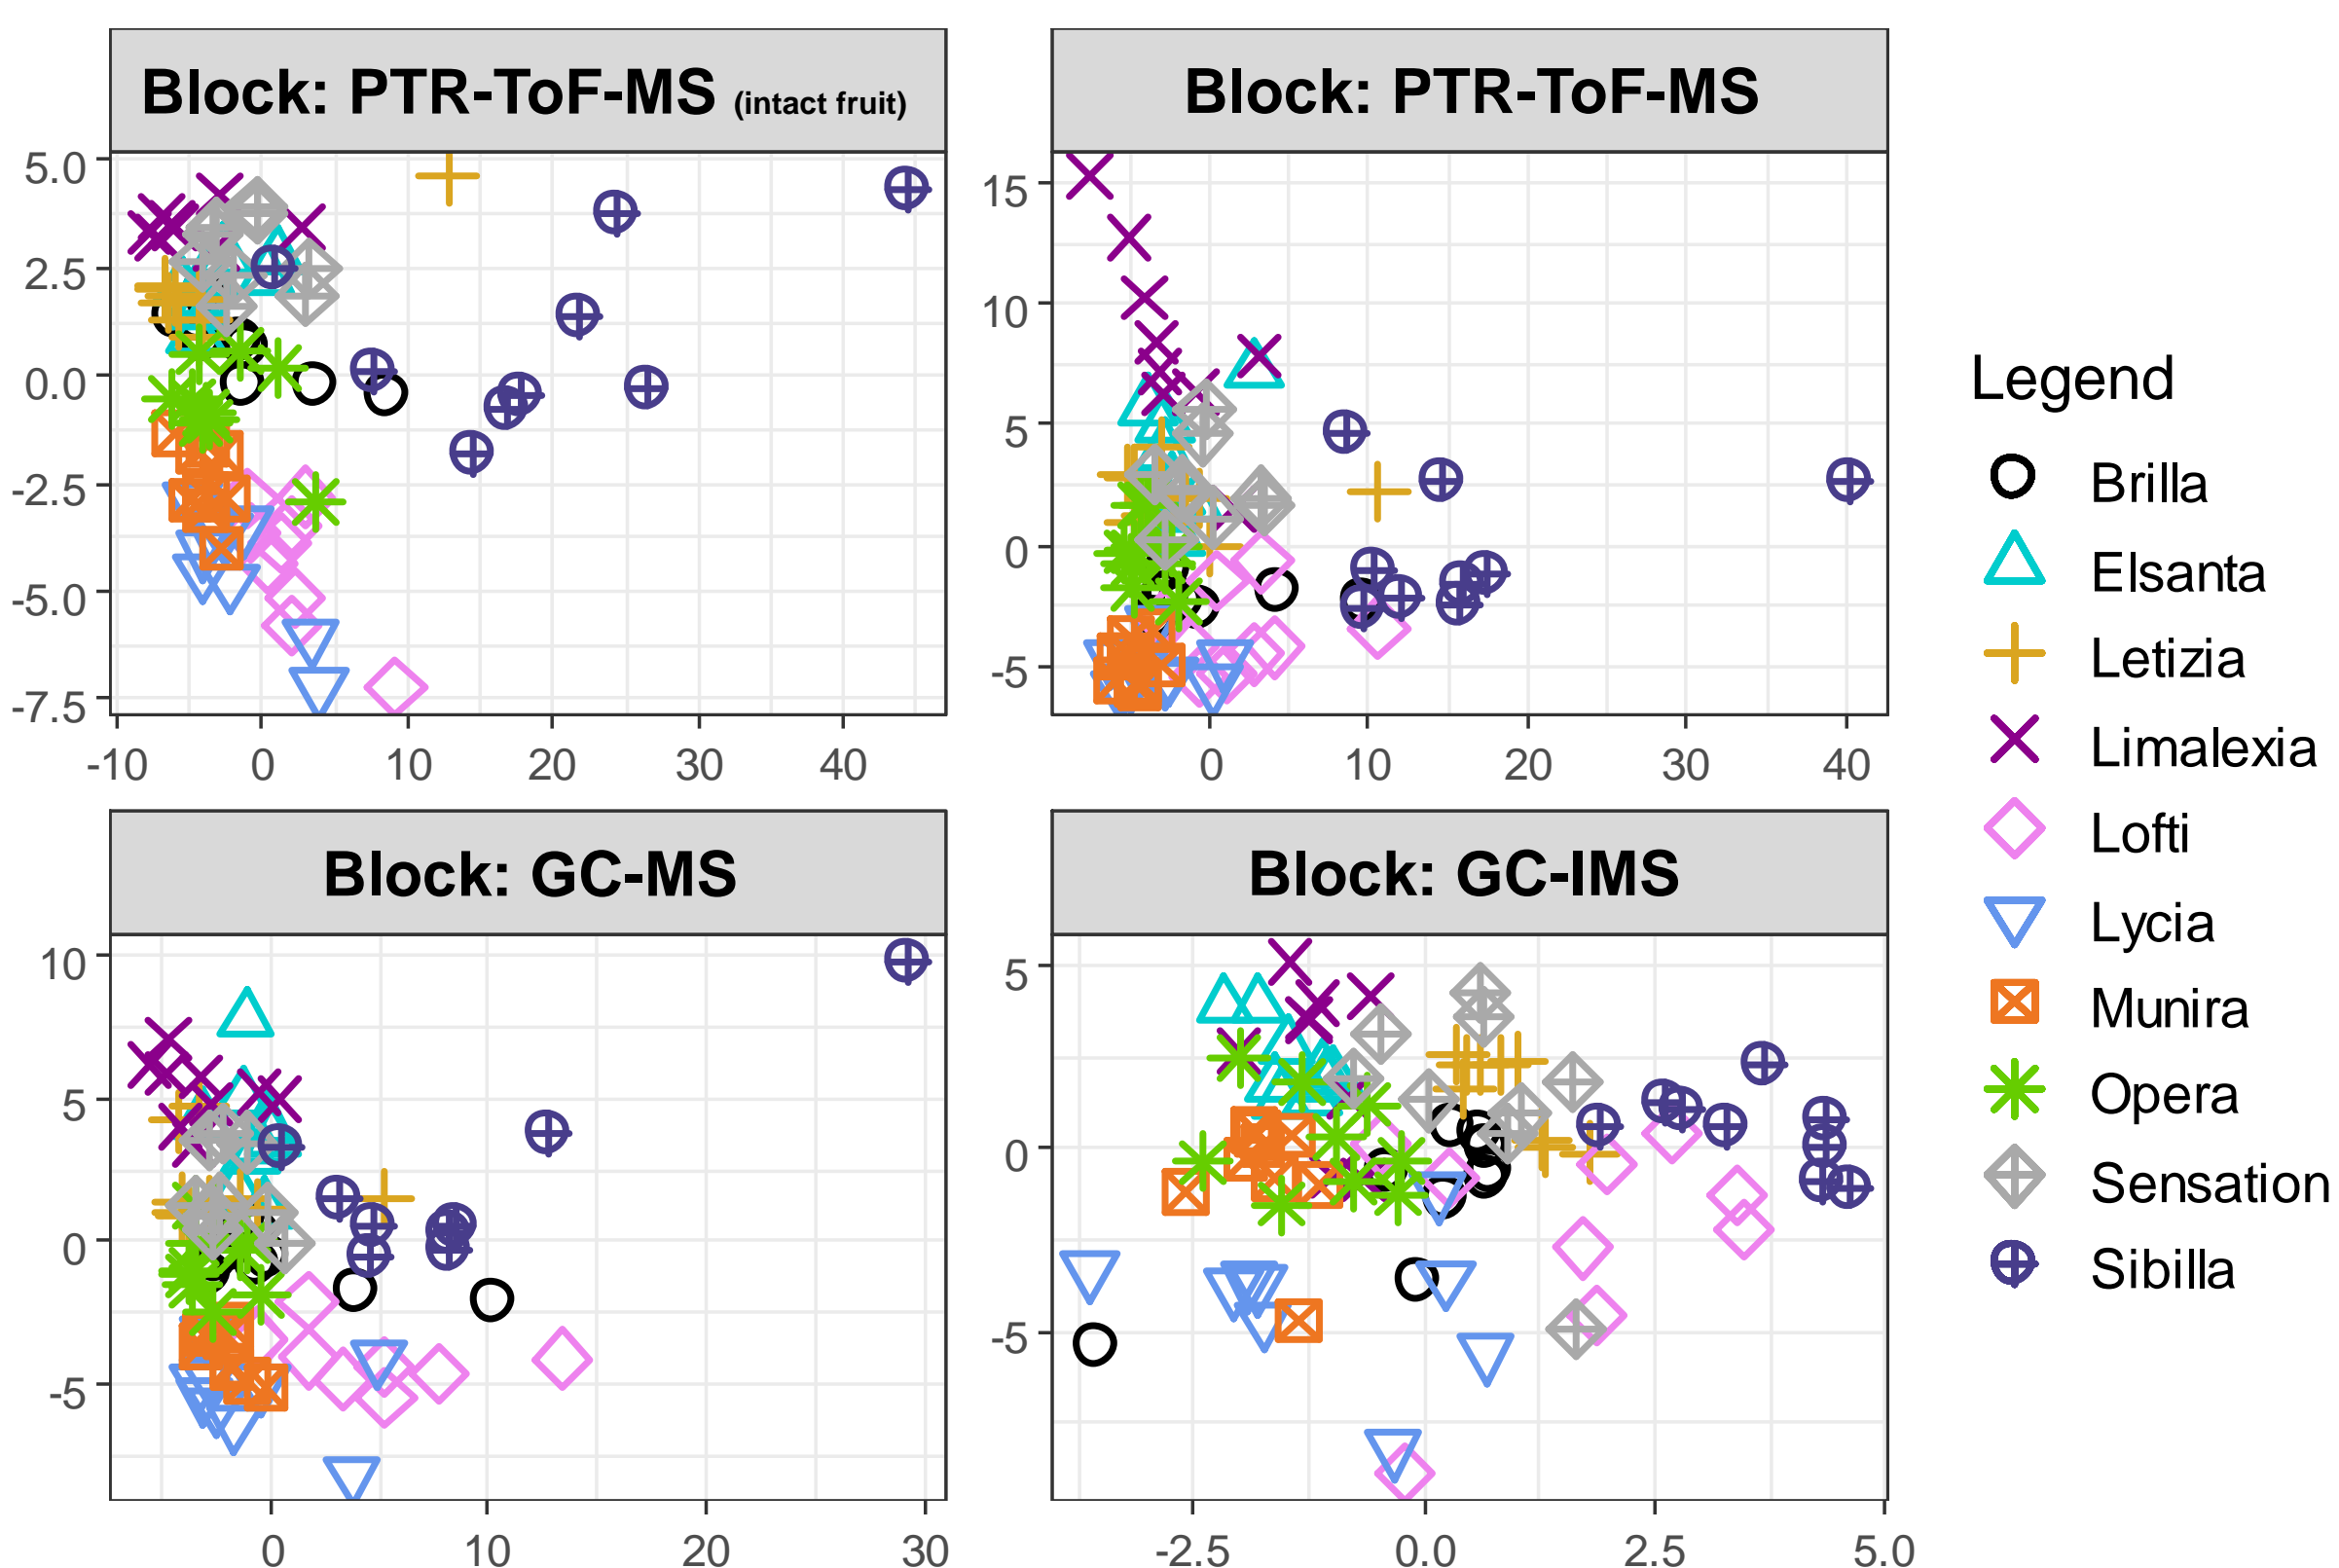 Block: PTR-ToF-MS (intact fruit)
Block: PTR-ToF-MS
5.0
2.5
0.0
-2.5
-5.0
-7.5
-10 0 10 20 30 40
15
10
5
0
-5
0 10 20 30 40
Block: GC-MS
Block: GC-IMS
10
5
0
-5
0 10 20 30
5
0
-5
-2.5 0.0 2.5 5.0
Legend
Brilla
Elsanta
Letizia
Limalexia
Lofti
Lycia
Munira
Opera
Sensation
Sibilla